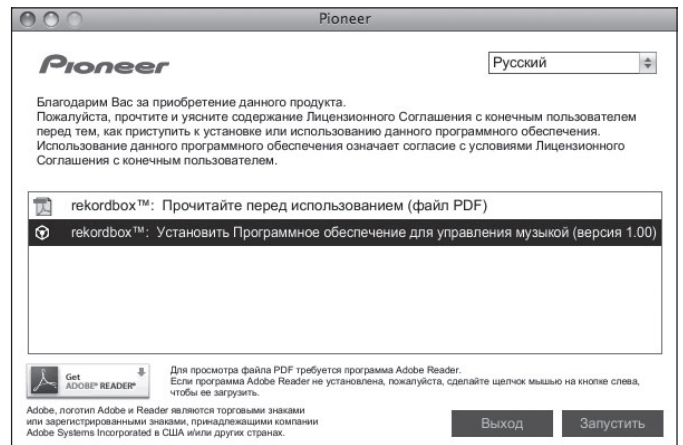 Pioneer
Pioneer
Русский
Благодарим Вас за приобретение данного продукта.
Пожалуйста, прочтите и уясните содержание Лицензионного Соглашения с конечным пользователем
перед тем, как приступить к установке или использованию данного программного обеспечения.
Использование данного программного обеспечения означает согласие с условиями Лицензионного
Соглашения с конечным пользователем.
rekordbox™: Прочитайте перед использованием (файл PDF)
rekordbox™: Установить Программное обеспечение для управления музыкой (версия 1.00)
Get
ADOBE® READER®
Для просмотра файла PDF требуется программа Adobe Reader.
Если программа Adobe Reader не установлена, пожалуйста, сделайте щелчок мышью на кнопке слева,
чтобы ее загрузить.
Adobe, логотип Adobe и Reader являются торговыми знаками
или зарегистрированными знаками, принадлежащими компании
Adobe Systems Incorporated в США и/или других странах.
Выход
Запустить